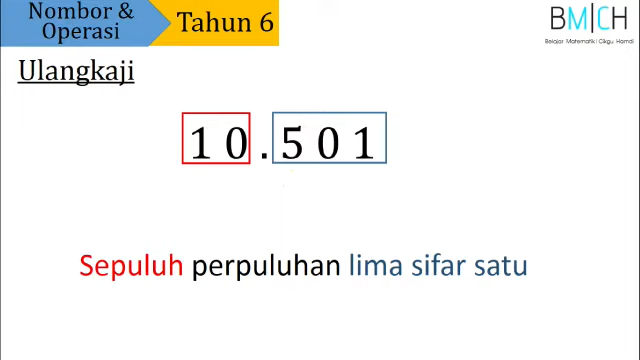 Nombor &
Operasi
Tahun 6
BM|CH
Belajar Matematik | Cikgu Hamdi
Ulangkaji
10.501
Sepuluh perpuluhan lima sifar satu